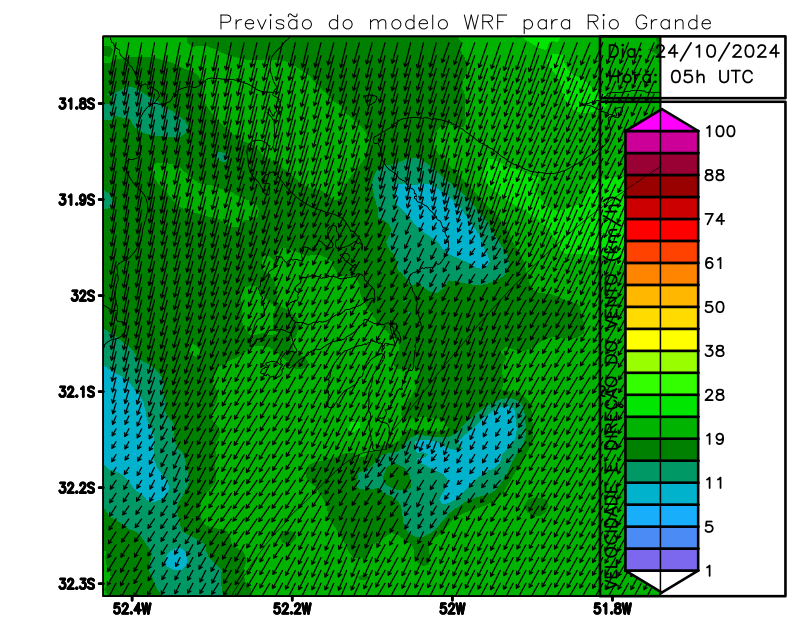 Previsão do modelo WRF para Rio Grande
Dia: 24/10/2024
Hora: 05h UTC
VELOCIDADE E DIREÇÃO DO VENTO (km/h)
100
88
74
61
50
38
28
19
11
5
1
31.8S
31.9S
32S
32.1S
32.2S
32.3S
52.4W 52.2W 52W 51.8W